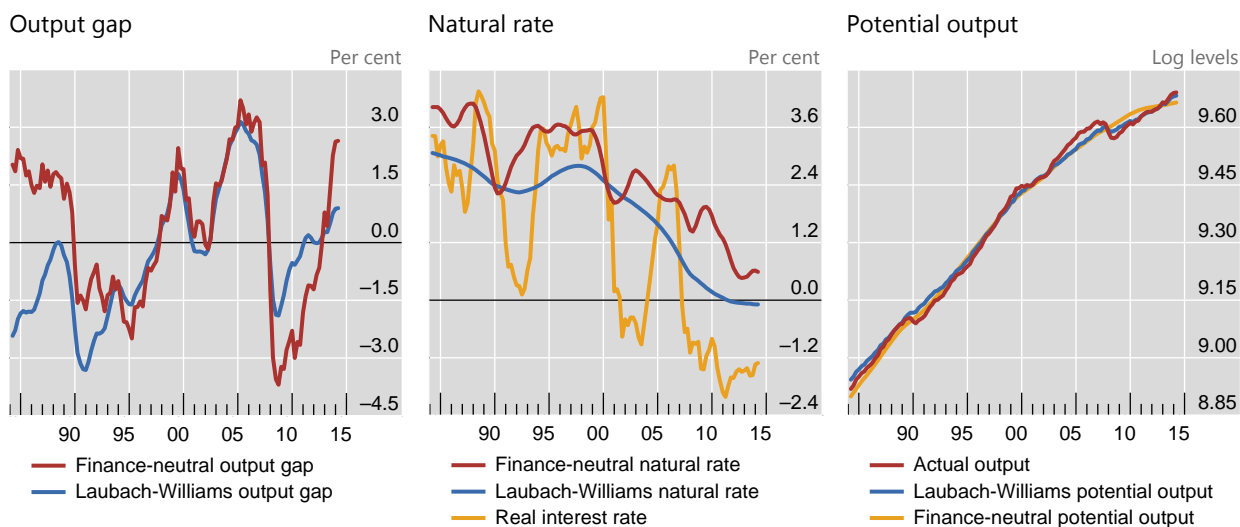 Output gap
Per cent
3.0
1.5
0.0
–1.5
–3.0
–4.5
90 95 00 05 10 15
Finance-neutral output gap
Laubach-Williams output gap
Natural rate
Per cent
3.6
2.4
1.2
0.0
–1.2
–2.4
90 95 00 05 10 15
Finance-neutral natural rate
Laubach-Williams natural rate
Real interest rate
Potential output
Log levels
9.60
9.45
9.30
9.15
9.00
8.85
90 95 00 05 10 15
Actual output
Laubach-Williams potential output
Finance-neutral potential output